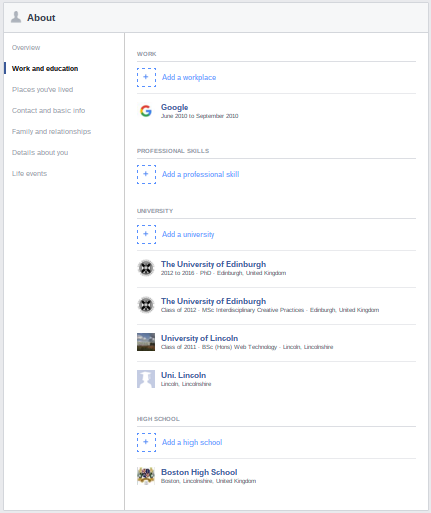 About
Overview
Work and education
Places you've lived
Contact and basic info
Family and relationships
Details about you
Life events
WORK
+ Add a workplace
Google
June 2010 to September 2010
PROFESSIONAL SKILLS
+ Add a professional skill
UNIVERSITY
+ Add a university
The University of Edinburgh
2012 to 2016 · PhD · Edinburgh, United Kingdom
The University of Edinburgh
Class of 2012 · MSc Interdisciplinary Creative Practices · Edinburgh, United Kingdom
University of Lincoln
Class of 2011 · BSc (Hons) Web Technology · Lincoln, Lincolnshire
Uni. Lincoln
Lincoln, Lincolnshire
HIGH SCHOOL
+ Add a high school
Boston High School
Boston, Lincolnshire, United Kingdom